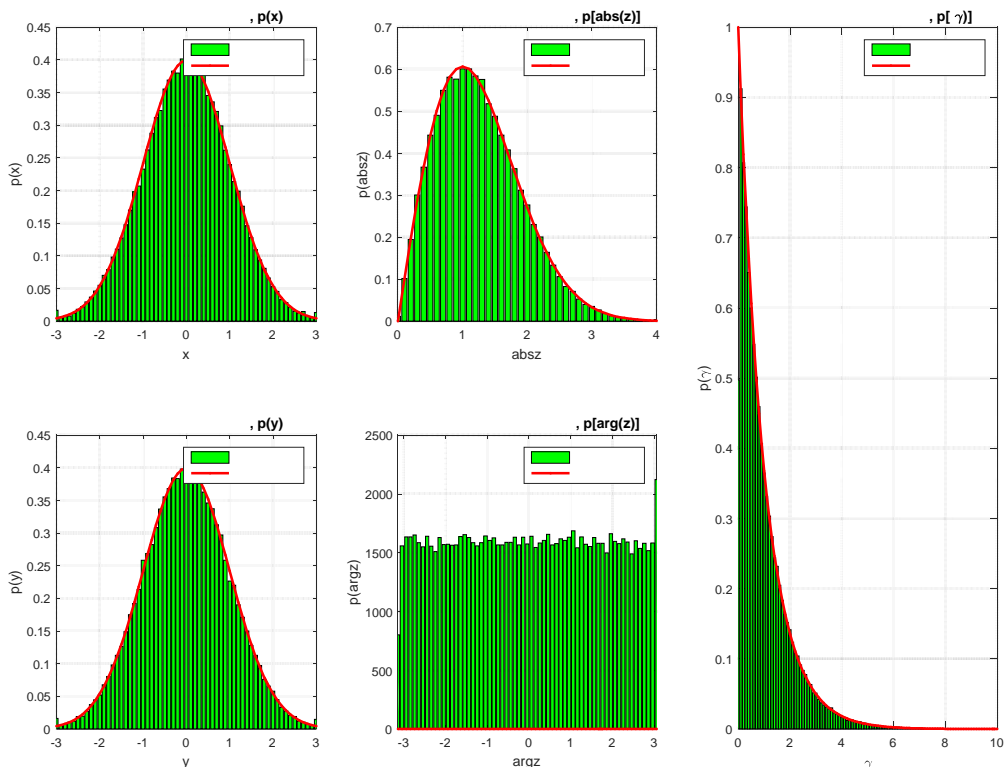 , p(x)
0.45
0.4
0.35
0.3
0.25
0.2
0.15
0.1
0.05
0
p(x)
-3 -2 -1 0 1 2 3
x
, p[abs(z)]
0.7
0.6
0.5
0.4
0.3
0.2
0.1
0
p(absz)
0 1 2 3 4
absz
, p[ γ)]
1
0.9
0.8
0.7
0.6
0.5
0.4
0.3
0.2
0.1
0
p(γ)
0 2 4 6 8 10
γ
, p(y)
0.45
0.4
0.35
0.3
0.25
0.2
0.15
0.1
0.05
0
p(y)
-3 -2 -1 0 1 2 3
y
, p[arg(z)]
2500
2000
1500
1000
500
0
p(argz)
-3 -2 -1 0 1 2 3
argz